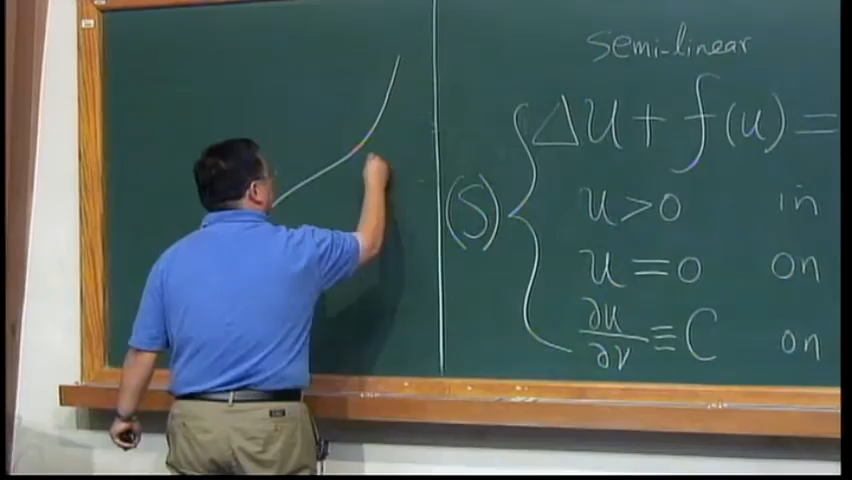 semi-linear
Δu + f(u) =
(S) u > 0 in
u = 0 on
∂u/∂ν ≡ C on